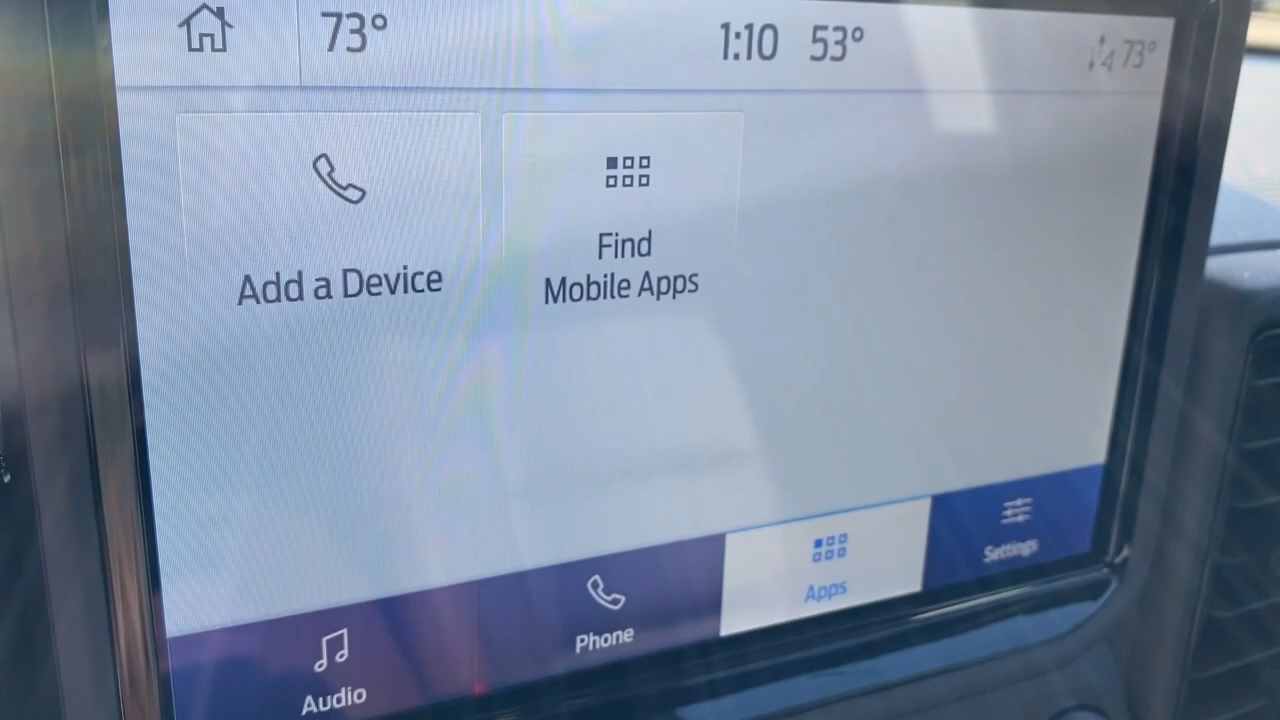 73°
1:10 53°
73°
Add a Device
Find
Mobile Apps
Audio
Phone
Apps
Settings